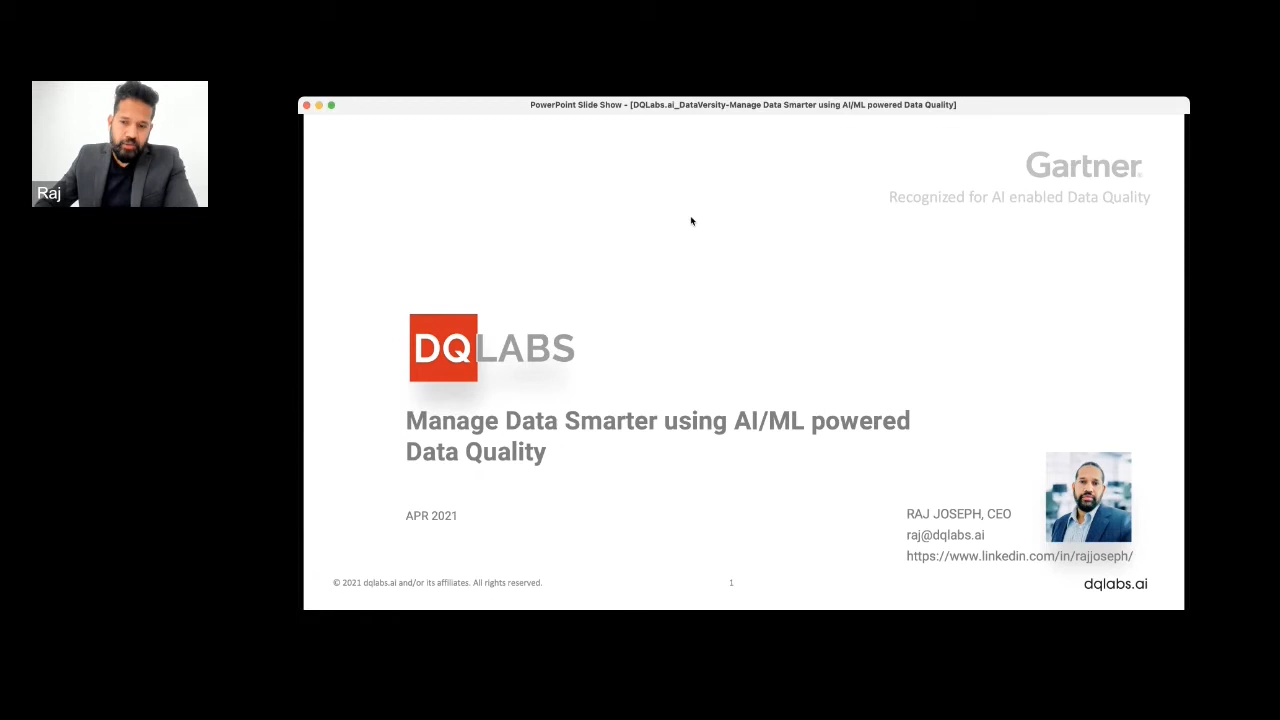 Raj
PowerPoint Slide Show - [DQLabs.ai_DataVersity-Manage Data Smarter using AI/ML powered Data Quality]
Gartner
Recognized for AI enabled Data Quality
DQLABS
Manage Data Smarter using AI/ML powered
Data Quality
APR 2021
RAJ JOSEPH, CEO
raj@dqlabs.ai
https://www.linkedin.com/in/rajjoseph/
© 2021 dqlabs.ai and/or its affiliates. All rights reserved.
1
dqlabs.ai